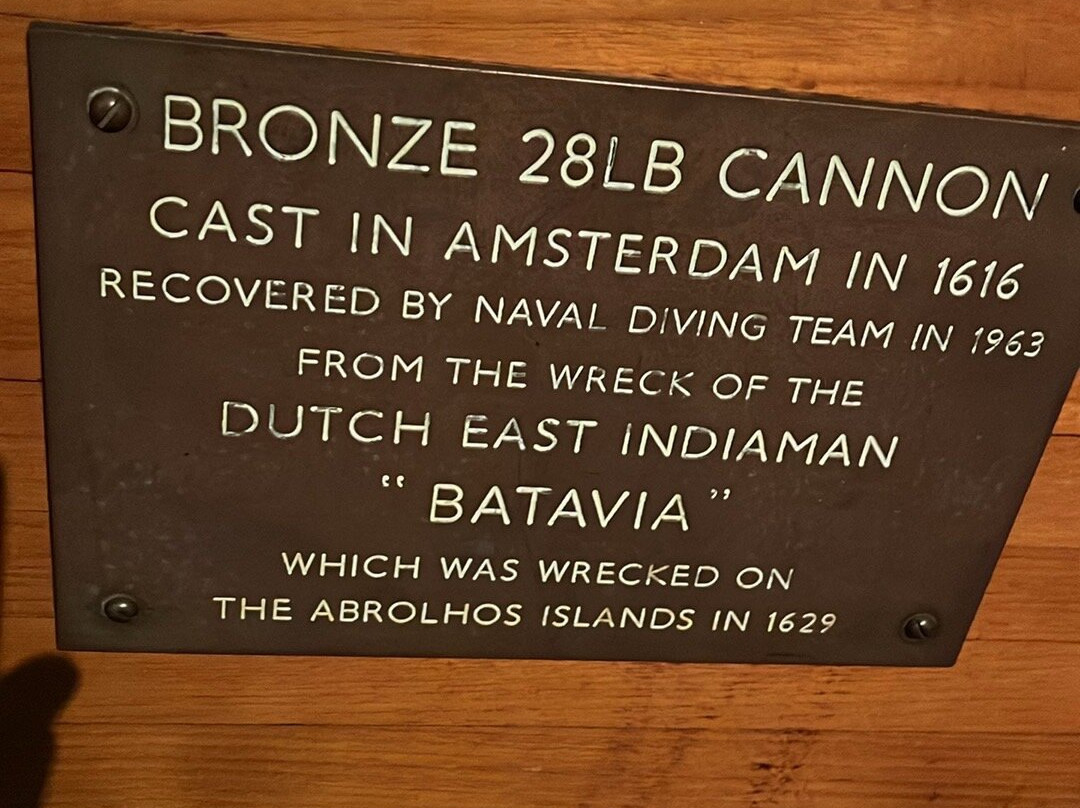 BRONZE 28LB CANNON
CAST IN AMSTERDAM IN 1616
RECOVERED BY NAVAL DIVING TEAM IN 1963
FROM THE WRECK OF THE
DUTCH EAST INDIAMAN
“ BATAVIA ”
WHICH WAS WRECKED ON
THE ABROLHOS ISLANDS IN 1629